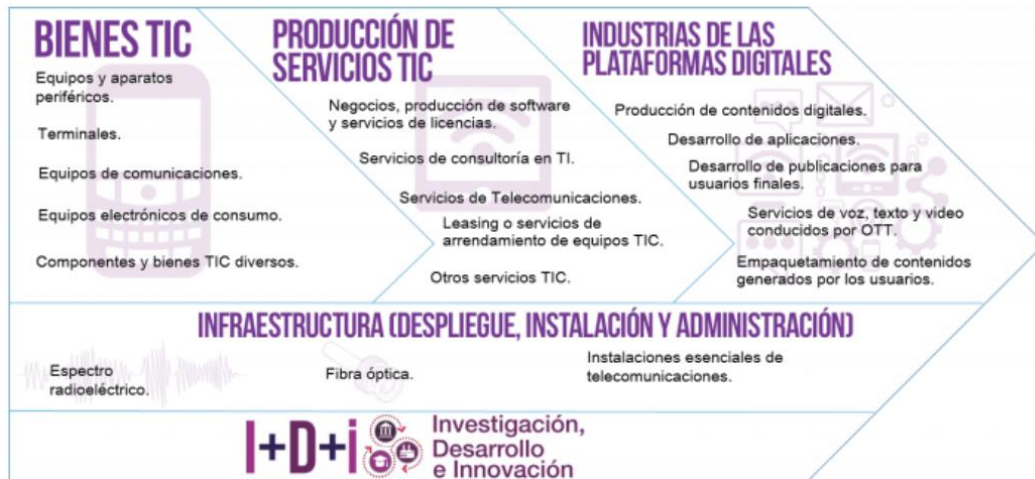 BIENES TIC
Equipos y aparatos
periféricos.
Terminales.
Equipos de comunicaciones.
Equipos electrónicos de consumo.
Componentes y bienes TIC diversos.
PRODUCCIÓN DE
SERVICIOS TIC
Negocios, producción de software
y servicios de licencias.
Servicios de consultoría en TI.
Servicios de Telecomunicaciones.
Leasing o servicios de
arrendamiento de equipos TIC.
Otros servicios TIC.
INDUSTRIAS DE LAS
PLATAFORMAS DIGITALES
Producción de contenidos digitales.
Desarrollo de aplicaciones.
Desarrollo de publicaciones para
usuarios finales.
Servicios de voz, texto y video
conducidos por OTT.
Empaquetamiento de contenidos
generados por los usuarios.
INFRAESTRUCTURA (DESPLIEGUE, INSTALACIÓN Y ADMINISTRACIÓN)
Espectro
radioeléctrico.
Fibra óptica.
Instalaciones esenciales de
telecomunicaciones.
I+D+i
Investigación,
Desarrollo
e Innovación